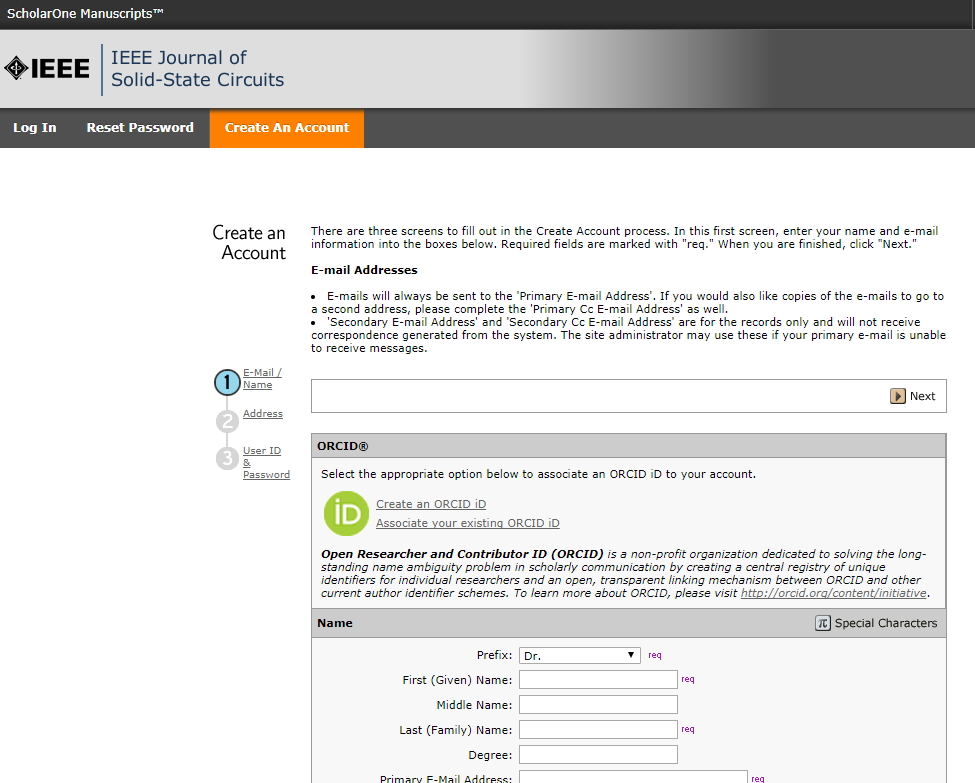 ScholarOne Manuscripts™
IEEE
IEEE Journal of
Solid-State Circuits
Log In
Reset Password
Create An Account
Create an
Account
There are three screens to fill out in the Create Account process. In this first screen, enter your name and e-mail
information into the boxes below. Required fields are marked with "req." When you are finished, click "Next."
E-mail Addresses
• E-mails will always be sent to the 'Primary E-mail Address'. If you would also like copies of the e-mails to go to
a second address, please complete the 'Primary Cc E-mail Address' as well.
• 'Secondary E-mail Address' and 'Secondary Cc E-mail Address' are for the records only and will not receive
correspondence generated from the system. The site administrator may use these if your primary e-mail is unable
to receive messages.
1
E-Mail /
Name
2
Address
3
User ID
&
Password
Next
ORCID®
Select the appropriate option below to associate an ORCID iD to your account.
iD
Create an ORCID iD
Associate your existing ORCID iD
Open Researcher and Contributor ID (ORCID) is a non-profit organization dedicated to solving the long-
standing name ambiguity problem in scholarly communication by creating a central registry of unique
identifiers for individual researchers and an open, transparent linking mechanism between ORCID and other
current author identifier schemes. To learn more about ORCID, please visit http://orcid.org/content/initiative.
Name
π Special Characters
Prefix: Dr. ▼ req
First (Given) Name: req
Middle Name:
Last (Family) Name: req
Degree:
Primary E-Mail Address: req